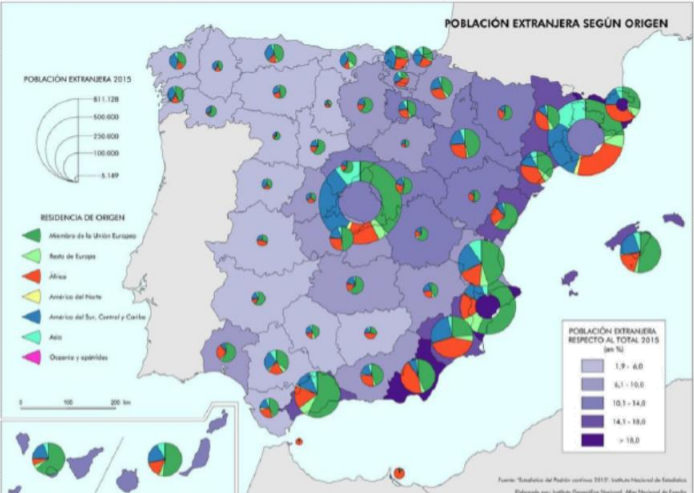 POBLACIÓN EXTRANJERA SEGÚN ORIGEN
POBLACIÓN EXTRANJERA 2015
811.128
500.000
250.000
100.000
5.149
RESIDENCIA DE ORIGEN
Miembro de la Unión Europea
Resto de Europa
África
América del Norte
América del Sur, Central y Caribe
Asia
Oceanía y apátridas
0 100 200 km
POBLACIÓN EXTRANJERA
RESPECTO AL TOTAL 2015
(en %)
1,9 - 6,0
6,1 - 10,0
10,1 - 14,0
14,1 - 18,0
> 18,0
Fuente: "Estadística del Padrón continuo 2015". Instituto Nacional de Estadística
Elaborado por: Instituto Geográfico Nacional. Atlas Nacional de España